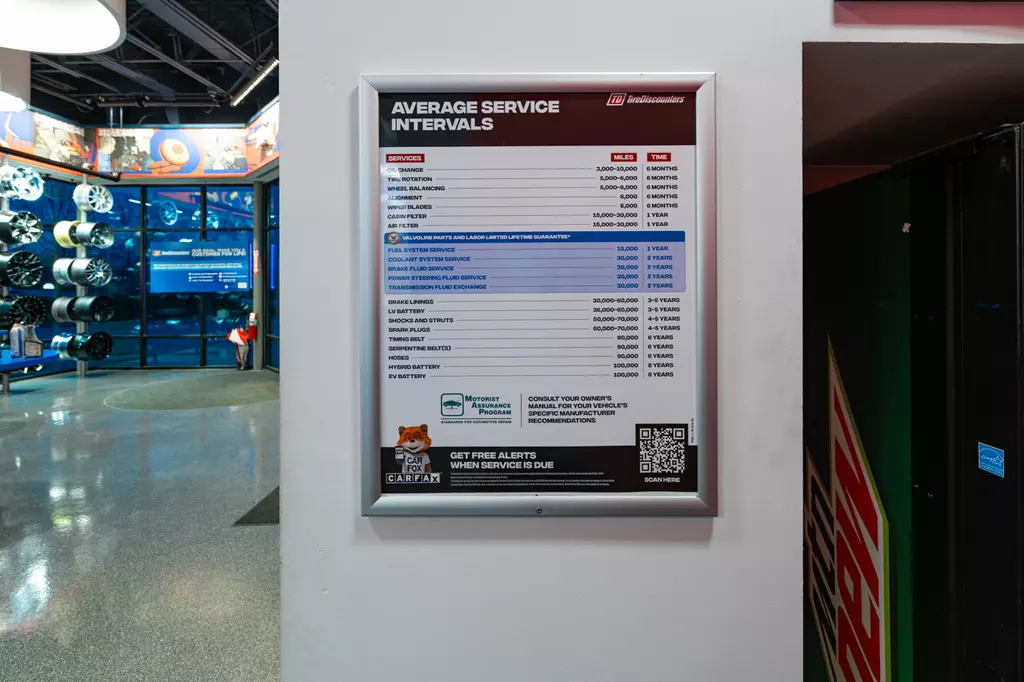 AVERAGE SERVICE
INTERVALS
TD TireDiscounters
SERVICES MILES TIME
OIL CHANGE 3,000-10,000 6 MONTHS
TIRE ROTATION 5,000-6,000 6 MONTHS
WHEEL BALANCING 5,000-6,000 6 MONTHS
ALIGNMENT 6,000 6 MONTHS
WIPER BLADES 6,000 6 MONTHS
CABIN FILTER 15,000-30,000 1 YEAR
AIR FILTER 15,000-30,000 1 YEAR
VALVOLINE PARTS AND LABOR LIMITED LIFETIME GUARANTEE*
FUEL SYSTEM SERVICE 15,000 1 YEAR
COOLANT SYSTEM SERVICE 30,000 2 YEARS
BRAKE FLUID SERVICE 30,000 2 YEARS
POWER STEERING FLUID SERVICE 30,000 2 YEARS
TRANSMISSION FLUID EXCHANGE 30,000 2 YEARS
BRAKE LININGS 30,000-60,000 3-5 YEARS
LV BATTERY 36,000-60,000 3-5 YEARS
SHOCKS AND STRUTS 50,000-70,000 4-5 YEARS
SPARK PLUGS 60,000-70,000 4-5 YEARS
TIMING BELT 90,000 6 YEARS
SERPENTINE BELT(S) 90,000 6 YEARS
HOSES 90,000 6 YEARS
HYBRID BATTERY 100,000 8 YEARS
EV BATTERY 100,000 8 YEARS
MOTORIST
ASSURANCE
PROGRAM
STANDARDS FOR AUTOMOTIVE REPAIR
CONSULT YOUR OWNER'S
MANUAL FOR YOUR VEHICLE'S
SPECIFIC MANUFACTURER
RECOMMENDATIONS
CAR
FOX
CARFAX
GET FREE ALERTS
WHEN SERVICE IS DUE
SCAN HERE
TireDiscounters
OUR GOAL: MAKE YOU A
CUSTOMER FOR LIFE!